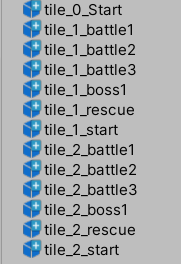 tile_0_Start
tile_1_battle1
tile_1_battle2
tile_1_battle3
tile_1_boss1
tile_1_rescue
tile_1_start
tile_2_battle1
tile_2_battle2
tile_2_battle3
tile_2_boss1
tile_2_rescue
tile_2_start